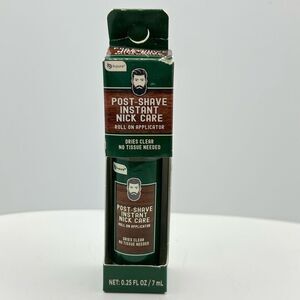 POST-SHAVE
INSTANT
NICK CARE
ROLL ON APPLICATOR
DRIES CLEAR
NO TISSUE NEEDED
POST-SHAVE
INSTANT
NICK CARE
ROLL ON APPLICATOR
DRIES CLEAR
NO TISSUE NEEDED
NET: 0.25 FL OZ / 7 mL